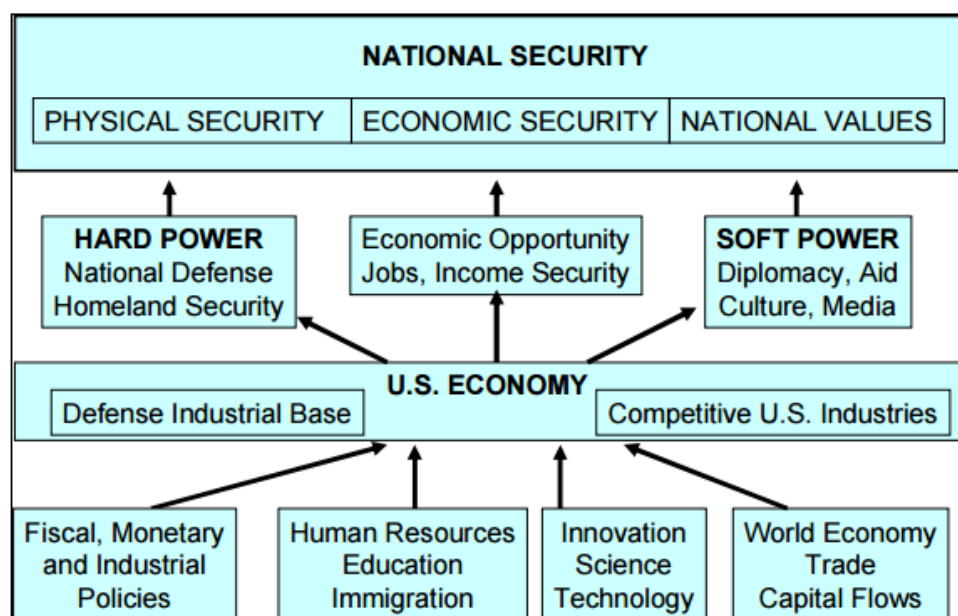 NATIONAL SECURITY
PHYSICAL SECURITY
ECONOMIC SECURITY
NATIONAL VALUES
HARD POWER
National Defense
Homeland Security
Economic Opportunity
Jobs, Income Security
SOFT POWER
Diplomacy, Aid
Culture, Media
U.S. ECONOMY
Defense Industrial Base
Competitive U.S. Industries
Fiscal, Monetary
and Industrial
Policies
Human Resources
Education
Immigration
Innovation
Science
Technology
World Economy
Trade
Capital Flows